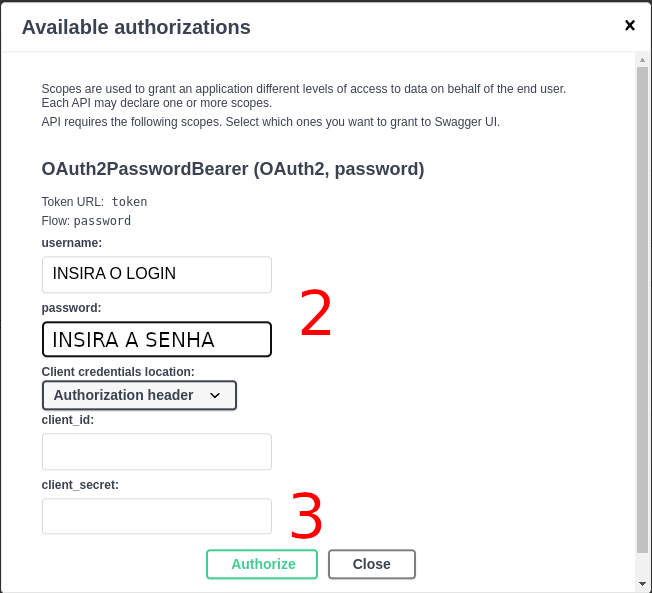 Available authorizations
Scopes are used to grant an application different levels of access to data on behalf of the end user.
Each API may declare one or more scopes.
API requires the following scopes. Select which ones you want to grant to Swagger UI.
OAuth2PasswordBearer (OAuth2, password)
Token URL: token
Flow: password
username:
INSIRA O LOGIN
2
password:
INSIRA A SENHA
Client credentials location:
Authorization header
client_id:
client_secret:
3
Authorize Close